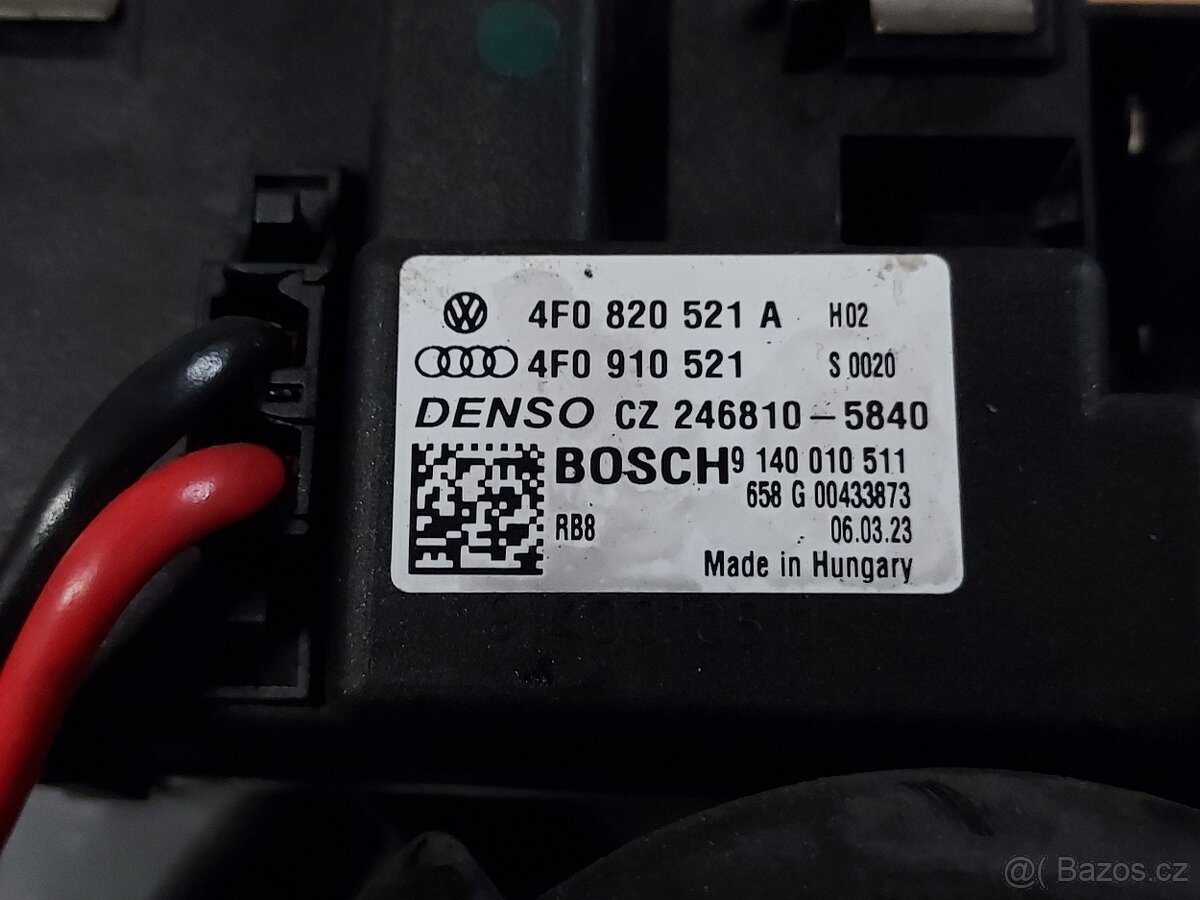 4F0 820 521 A H02
4F0 910 521 S 0020
DENSO CZ 246810-5840
BOSCH 9 140 010 511
658 G 00433873
RB8 06.03.23
Made in Hungary
@( Bazos.cz